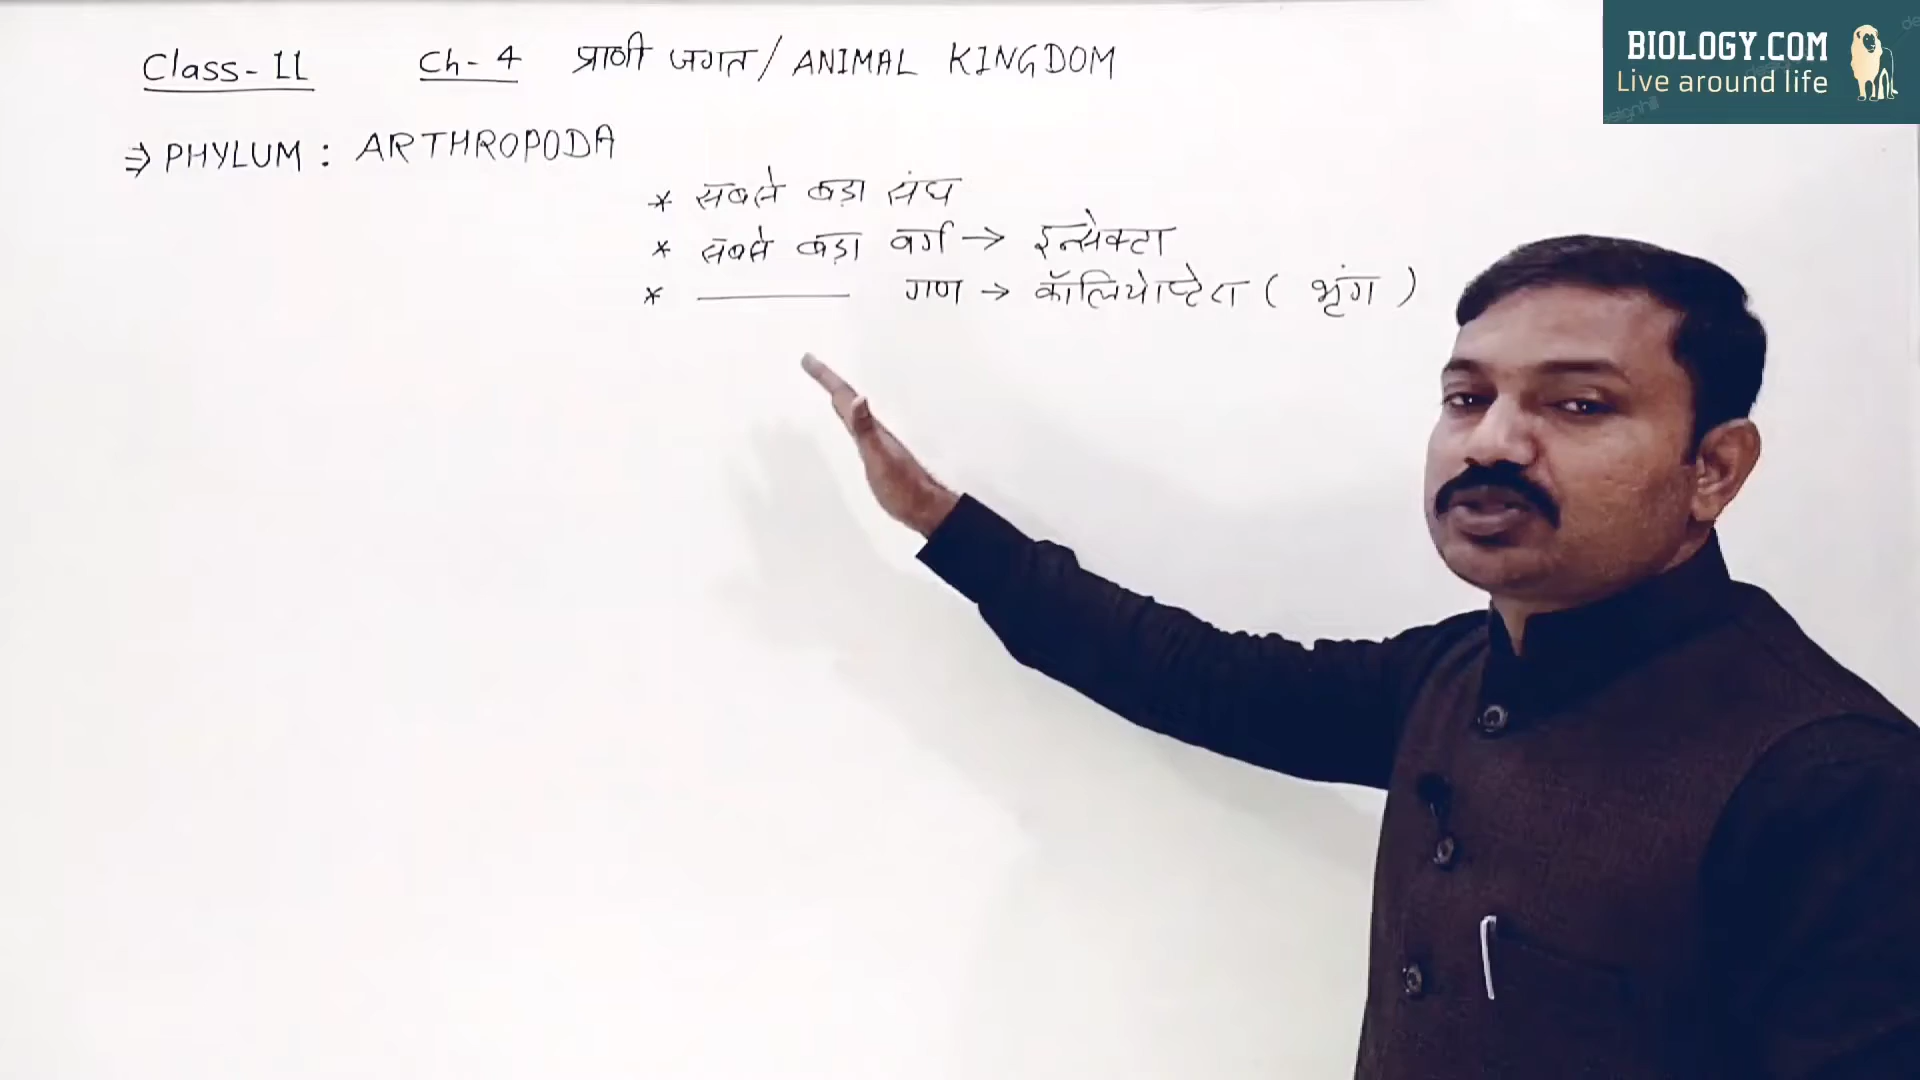 Class - 11 Ch - 4 प्राणी जगत / ANIMAL KINGDOM
BIOLOGY.COM
Live around life
⇒ PHYLUM : ARTHROPODA
* सबसे बड़ा संघ
* सबसे बड़ा वर्ग → इन्सेक्टा
* ——— गण → कॉलियोप्टेरा ( भृंग )